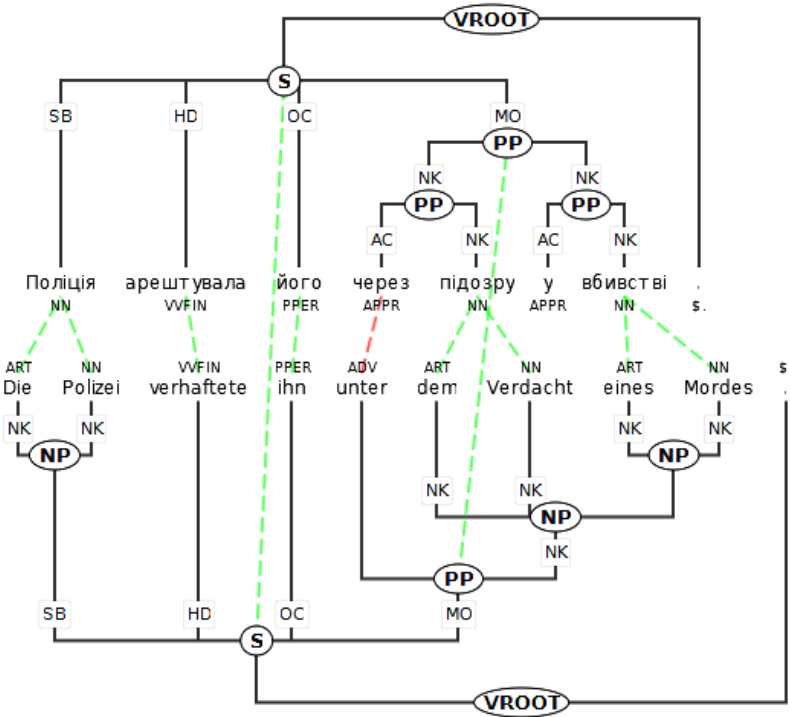 VROOT
S
SB HD OC MO
PP
NK NK
PP PP
AC NK AC NK
Поліція арештувала його через підозру у вбивстві .
NN VVFIN PPER APPR NN APPR NN $.
ART NN VVFIN PPER ADV ART NN ART NN $
Die Polizei verhaftete ihn unter dem Verdacht eines Mordes .
NK NK NK NK
NP NP
NK NK
NP
NK
PP
SB HD OC MO
S
VROOT